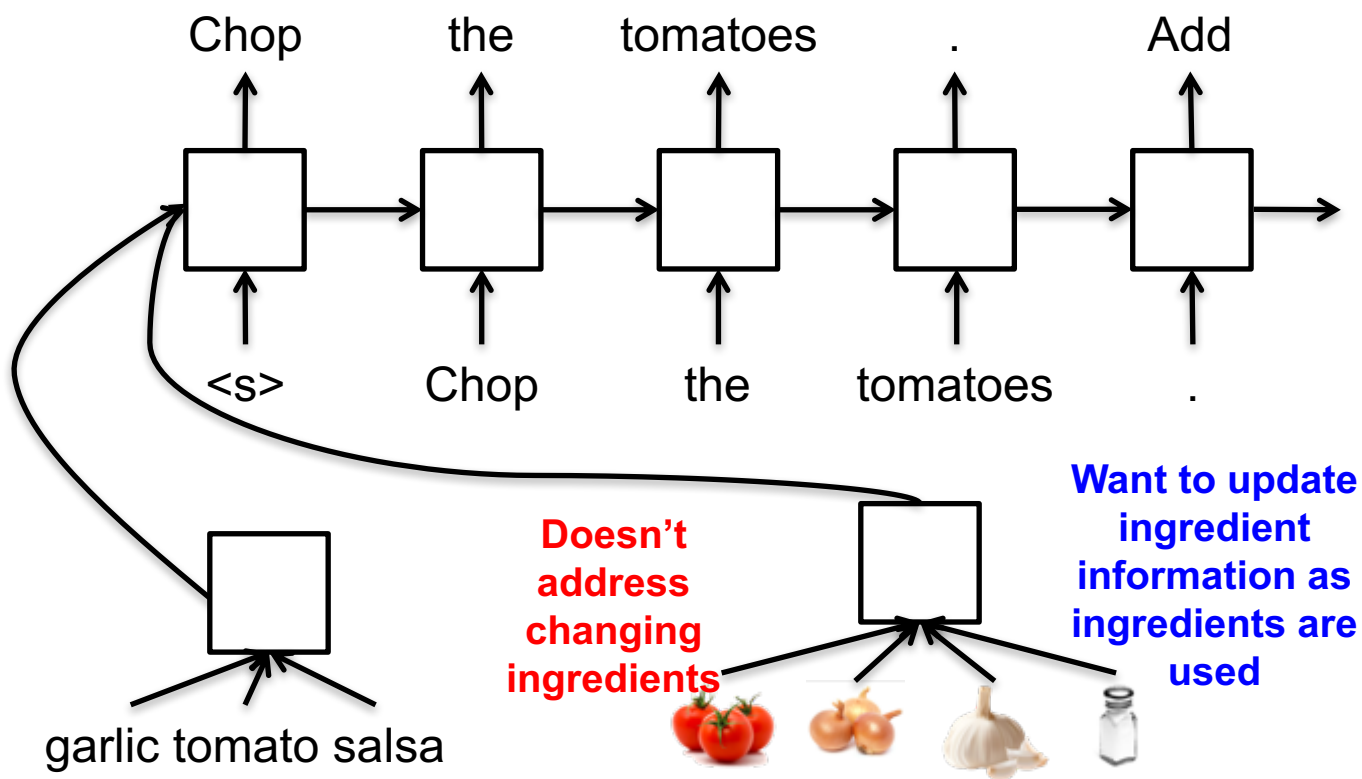 Chop the tomatoes . Add
<s> Chop the tomatoes .
Doesn’t
address
changing
ingredients
Want to update
ingredient
information as
ingredients are
used
garlic tomato salsa